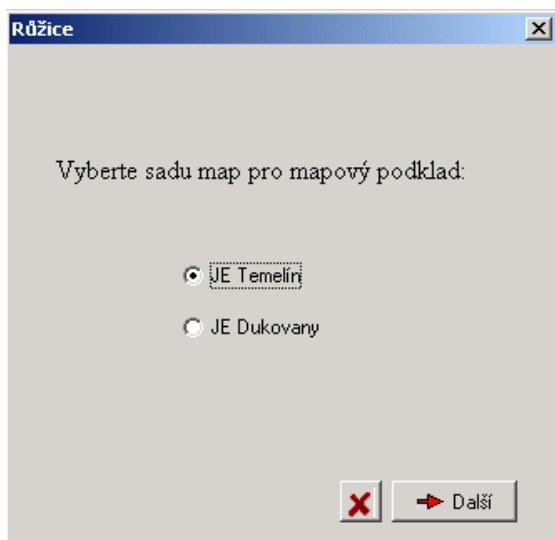 Růžice
Vyberte sadu map pro mapový podklad:
JE Temelín
JE Dukovany
Další